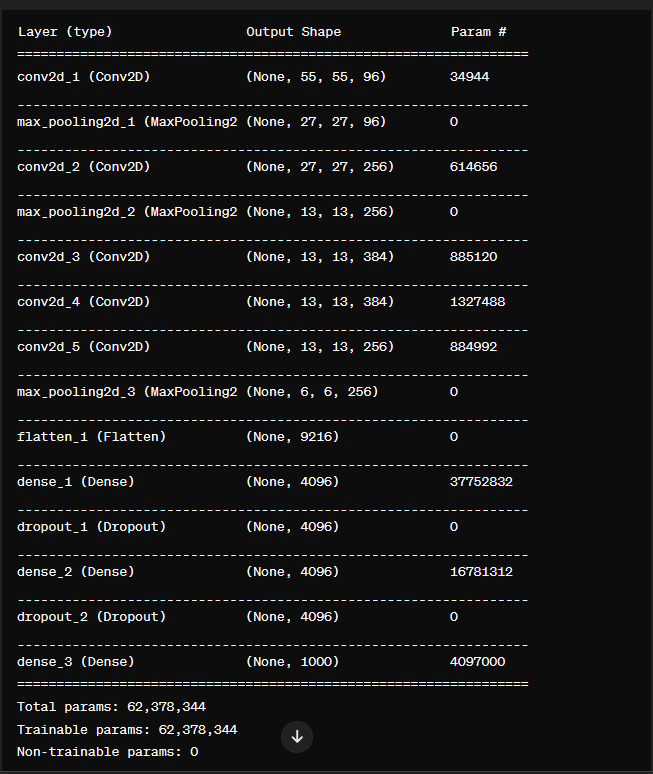 Layer (type) Output Shape Param #
=================================================================
conv2d_1 (Conv2D) (None, 55, 55, 96) 34944
_________________________________________________________________
max_pooling2d_1 (MaxPooling2 (None, 27, 27, 96) 0
_________________________________________________________________
conv2d_2 (Conv2D) (None, 27, 27, 256) 614656
_________________________________________________________________
max_pooling2d_2 (MaxPooling2 (None, 13, 13, 256) 0
_________________________________________________________________
conv2d_3 (Conv2D) (None, 13, 13, 384) 885120
_________________________________________________________________
conv2d_4 (Conv2D) (None, 13, 13, 384) 1327488
_________________________________________________________________
conv2d_5 (Conv2D) (None, 13, 13, 256) 884992
_________________________________________________________________
max_pooling2d_3 (MaxPooling2 (None, 6, 6, 256) 0
_________________________________________________________________
flatten_1 (Flatten) (None, 9216) 0
_________________________________________________________________
dense_1 (Dense) (None, 4096) 37752832
_________________________________________________________________
dropout_1 (Dropout) (None, 4096) 0
_________________________________________________________________
dense_2 (Dense) (None, 4096) 16781312
_________________________________________________________________
dropout_2 (Dropout) (None, 4096) 0
_________________________________________________________________
dense_3 (Dense) (None, 1000) 4097000
=================================================================
Total params: 62,378,344
Trainable params: 62,378,344
Non-trainable params: 0